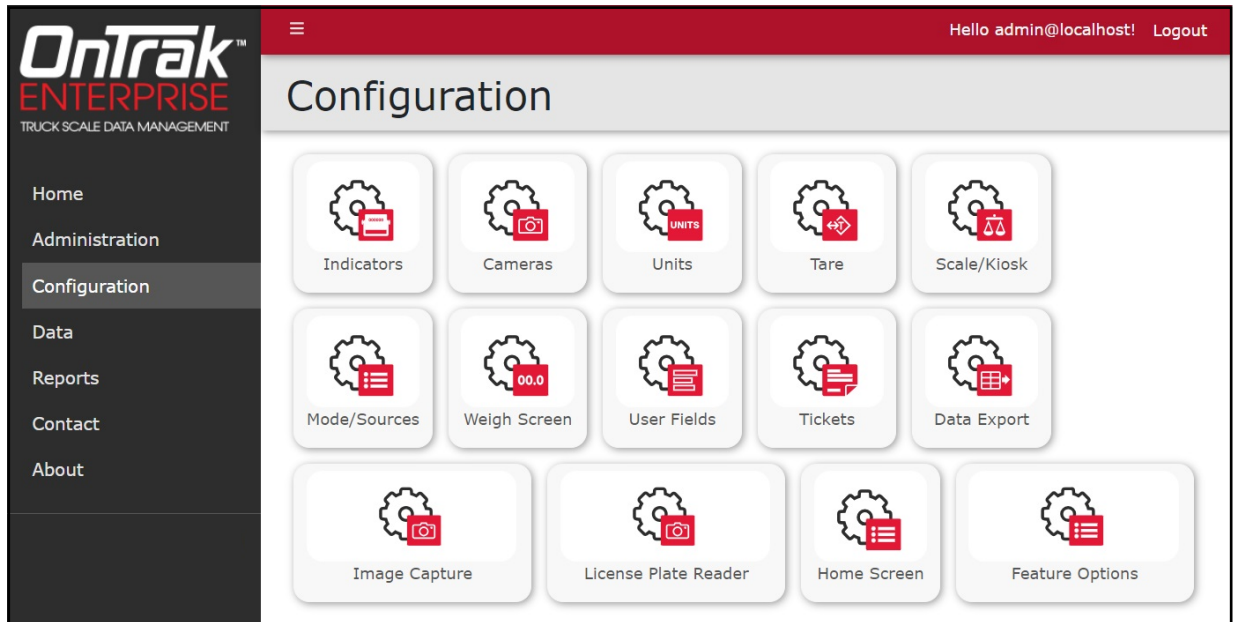 OnTrak™
ENTERPRISE
TRUCK SCALE DATA MANAGEMENT
Home
Administration
Configuration
Data
Reports
Contact
About
Hello admin@localhost! Logout
Configuration
UNITS
Indicators Cameras Units Tare Scale/Kiosk
00.0
Mode/Sources Weigh Screen User Fields Tickets Data Export
Image Capture License Plate Reader Home Screen Feature Options